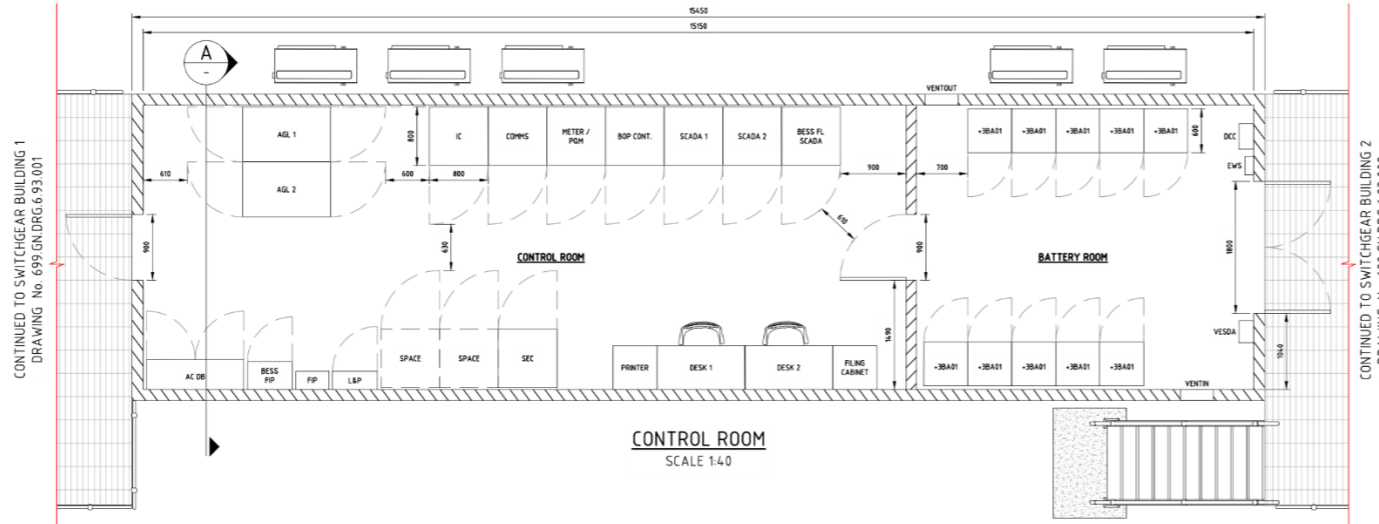 15450
15150
A
-
VENTOUT
AGL 1
AGL 2
IC
COMMS
METER /
PQM
BOP CONT.
SCADA 1
SCADA 2
BESS FL
SCADA
+3BA01
+3BA01
+3BA01
+3BA01
+3BA01
DCC
EWS
800
600
610
600
800
900
700
900
630
610
900
1800
CONTROL ROOM
BATTERY ROOM
1490
1040
VESDA
AC DB
BESS
FIP
FIP
L&P
SPACE
SPACE
SEC
PRINTER
DESK 1
DESK 2
FILING
CABINET
+3BA01
+3BA01
+3BA01
+3BA01
+3BA01
VENTIN
CONTINUED TO SWITCHGEAR BUILDING 1
DRAWING No. 699.GN.DRG.6.93.001
CONTINUED TO SWITCHGEAR BUILDING 2
CONTROL ROOM
SCALE 1:40